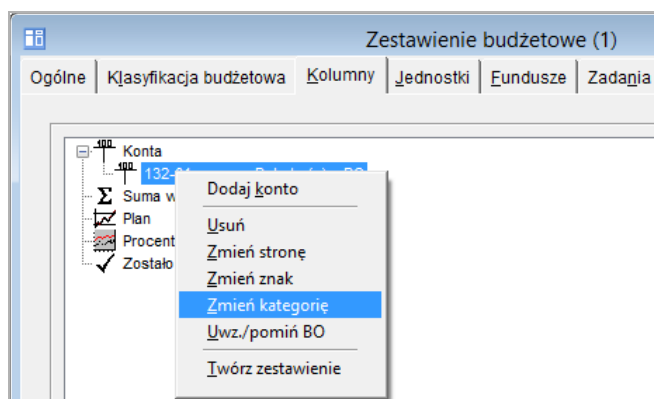 Zestawienie budżetowe (1)
Ogólne Klasyfikacja budżetowa Kolumny Jednostki Fundusze Zadania
Konta
Suma
Plan
Procent
Zostało
Dodaj konto
Usuń
Zmień stronę
Zmień znak
Zmień kategorię
Uwz./pomiń BO
Twórz zestawienie